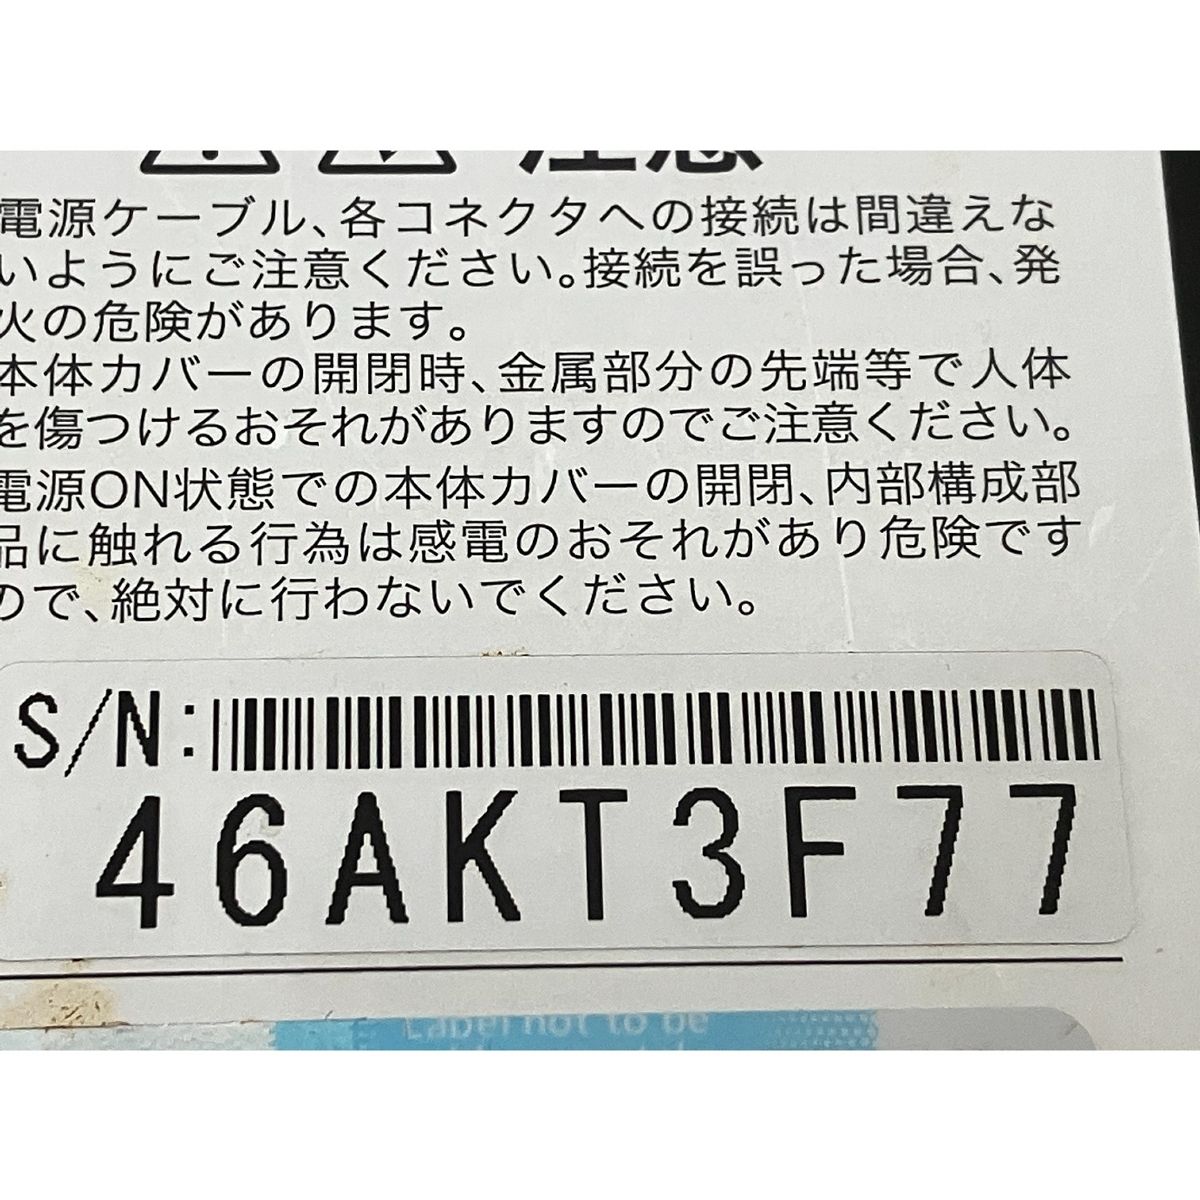 注意
電源ケーブル、各コネクタへの接続は間違えな
いようにご注意ください。接続を誤った場合、発
火の危険があります。
本体カバーの開閉時、金属部分の先端等で人体
を傷つけるおそれがありますのでご注意ください。
電源ON状態での本体カバーの開閉、内部構成部
品に触れる行為は感電のおそれがあり危険です
ので、絶対に行わないでください。
S/N:
46AKT3F77
Label not to be